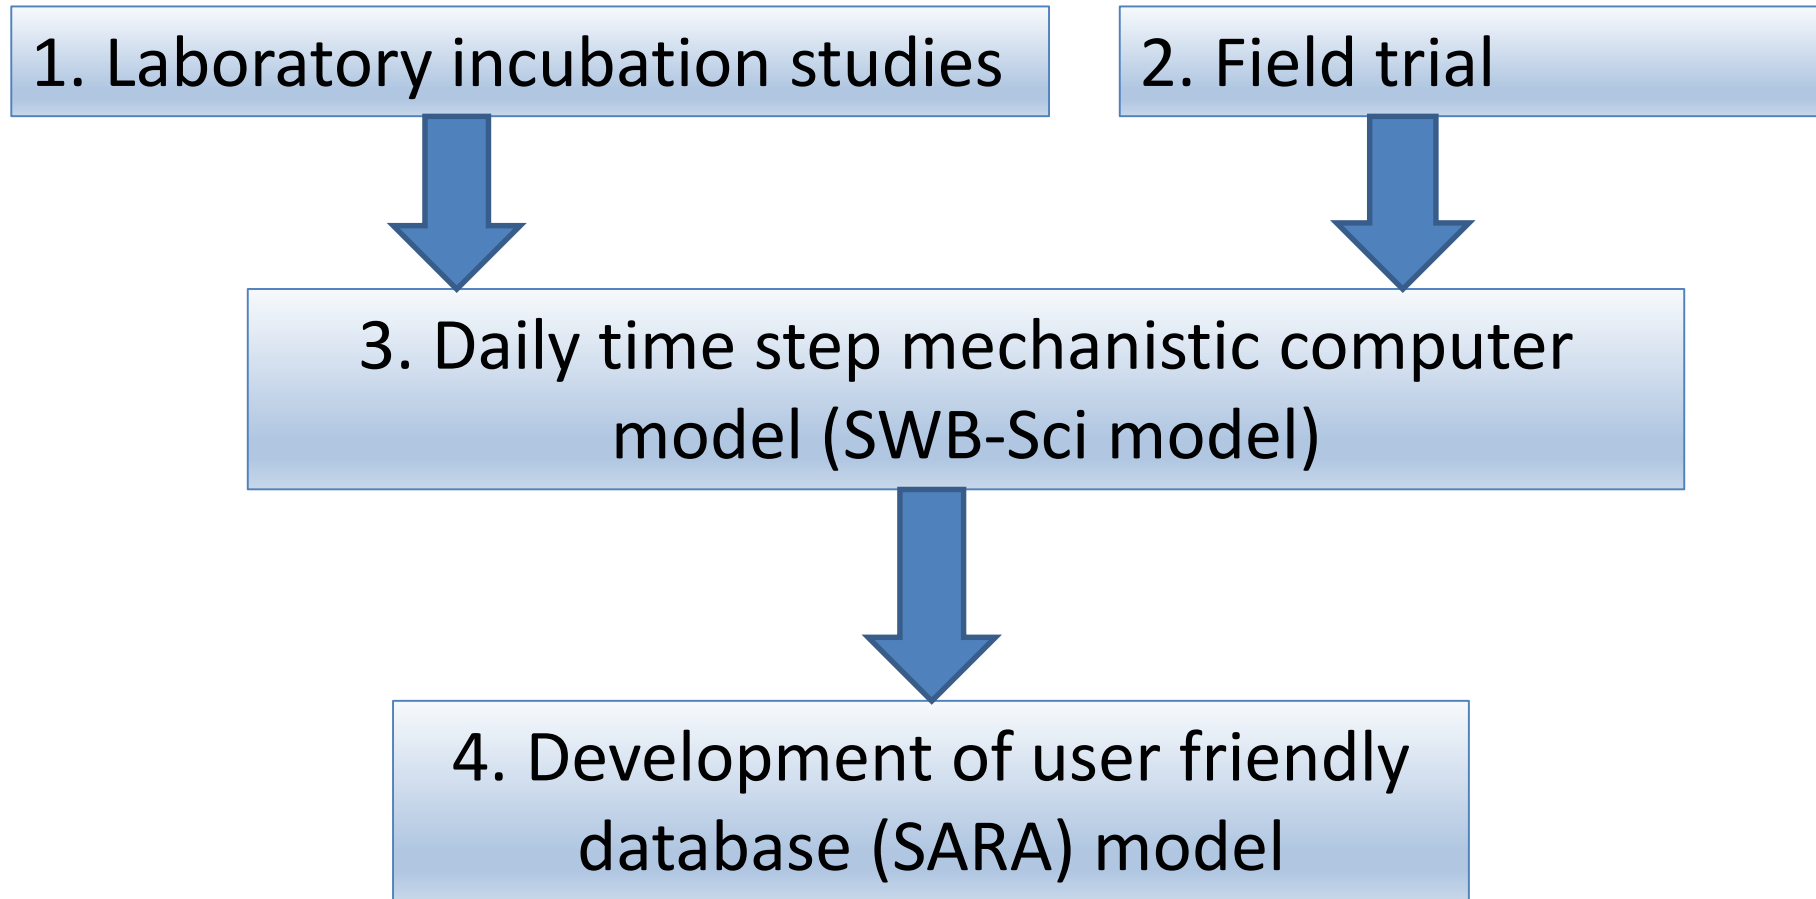 1. Laboratory incubation studies
2. Field trial
3. Daily time step mechanistic computer
model (SWB-Sci model)
4. Development of user friendly
database (SARA) model